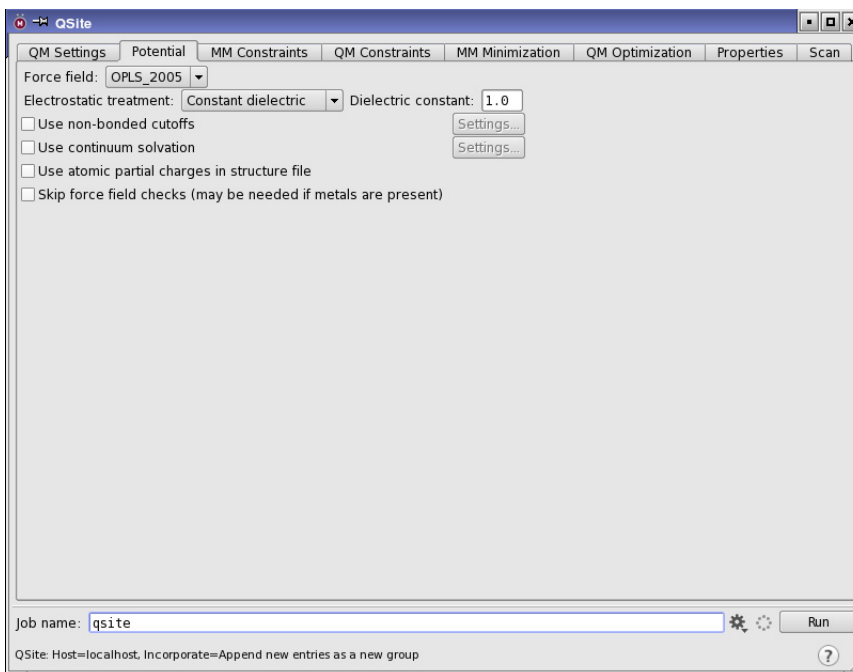 QSite
QM Settings Potential MM Constraints QM Constraints MM Minimization QM Optimization Properties Scan
Force field: OPLS_2005
Electrostatic treatment: Constant dielectric Dielectric constant: 1.0
Use non-bonded cutoffs Settings...
Use continuum solvation Settings...
Use atomic partial charges in structure file
Skip force field checks (may be needed if metals are present)
Job name: qsite Run
QSite: Host=localhost, Incorporate=Append new entries as a new group ?